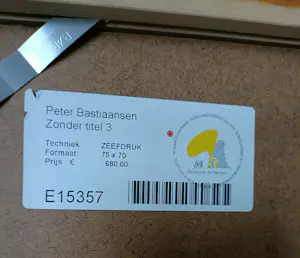 Peter Bastiaansen
Zonder titel 3
Techniek ZEEFDRUK
Formaat: 75 x 70
Prijs € 680.00
E15357